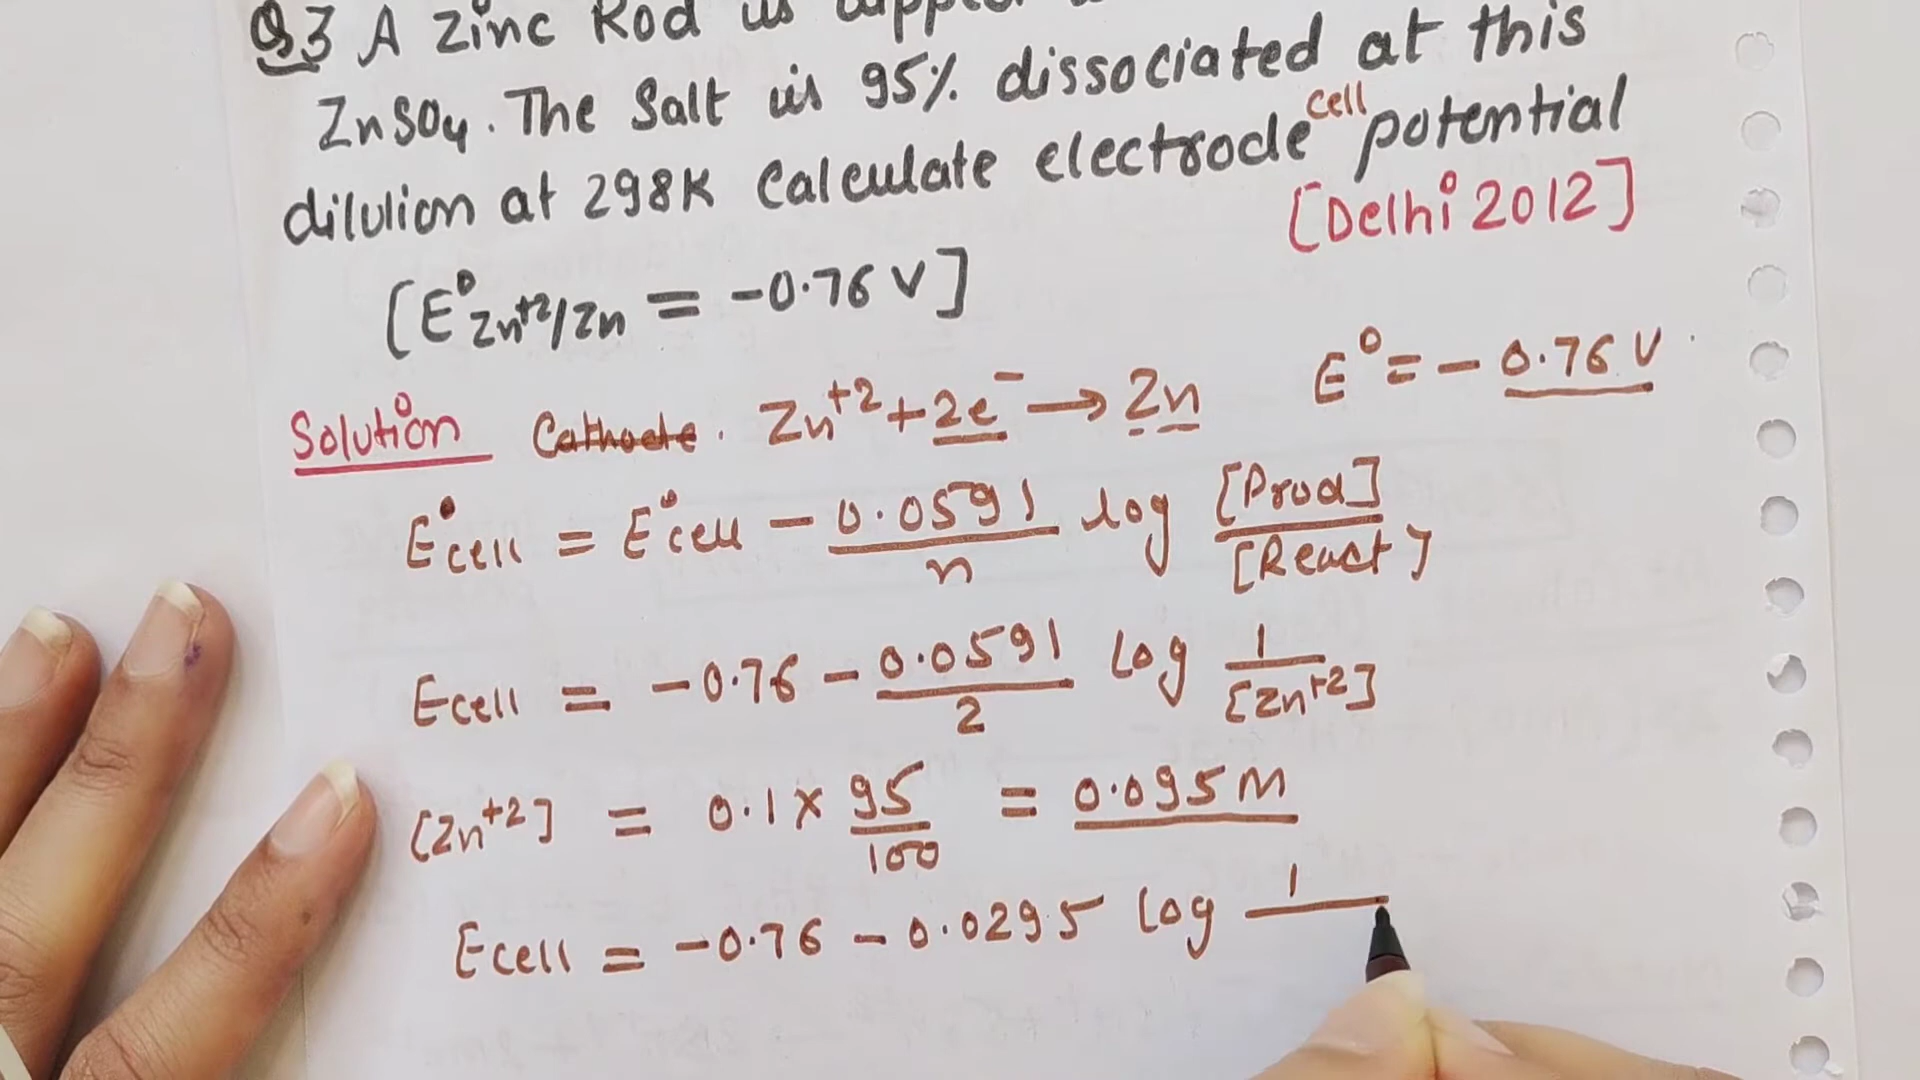 Q3 A Zinc Rod is
ZnSO4. The Salt is 95% dissociated at this
dilution at 298K Calculate electrode cell potential
[Delhi 2012]
[E°Zn+2/Zn = -0.76 V]
Solution Cathode. Zn+2 + 2e- → Zn E° = -0.76 V
E°cell = E°cell - 0.0591/n log [Prod]/[React]
Ecell = -0.76 - 0.0591/2 log 1/[Zn+2]
[Zn+2] = 0.1 x 95/100 = 0.095M
Ecell = -0.76 - 0.0295 log 1